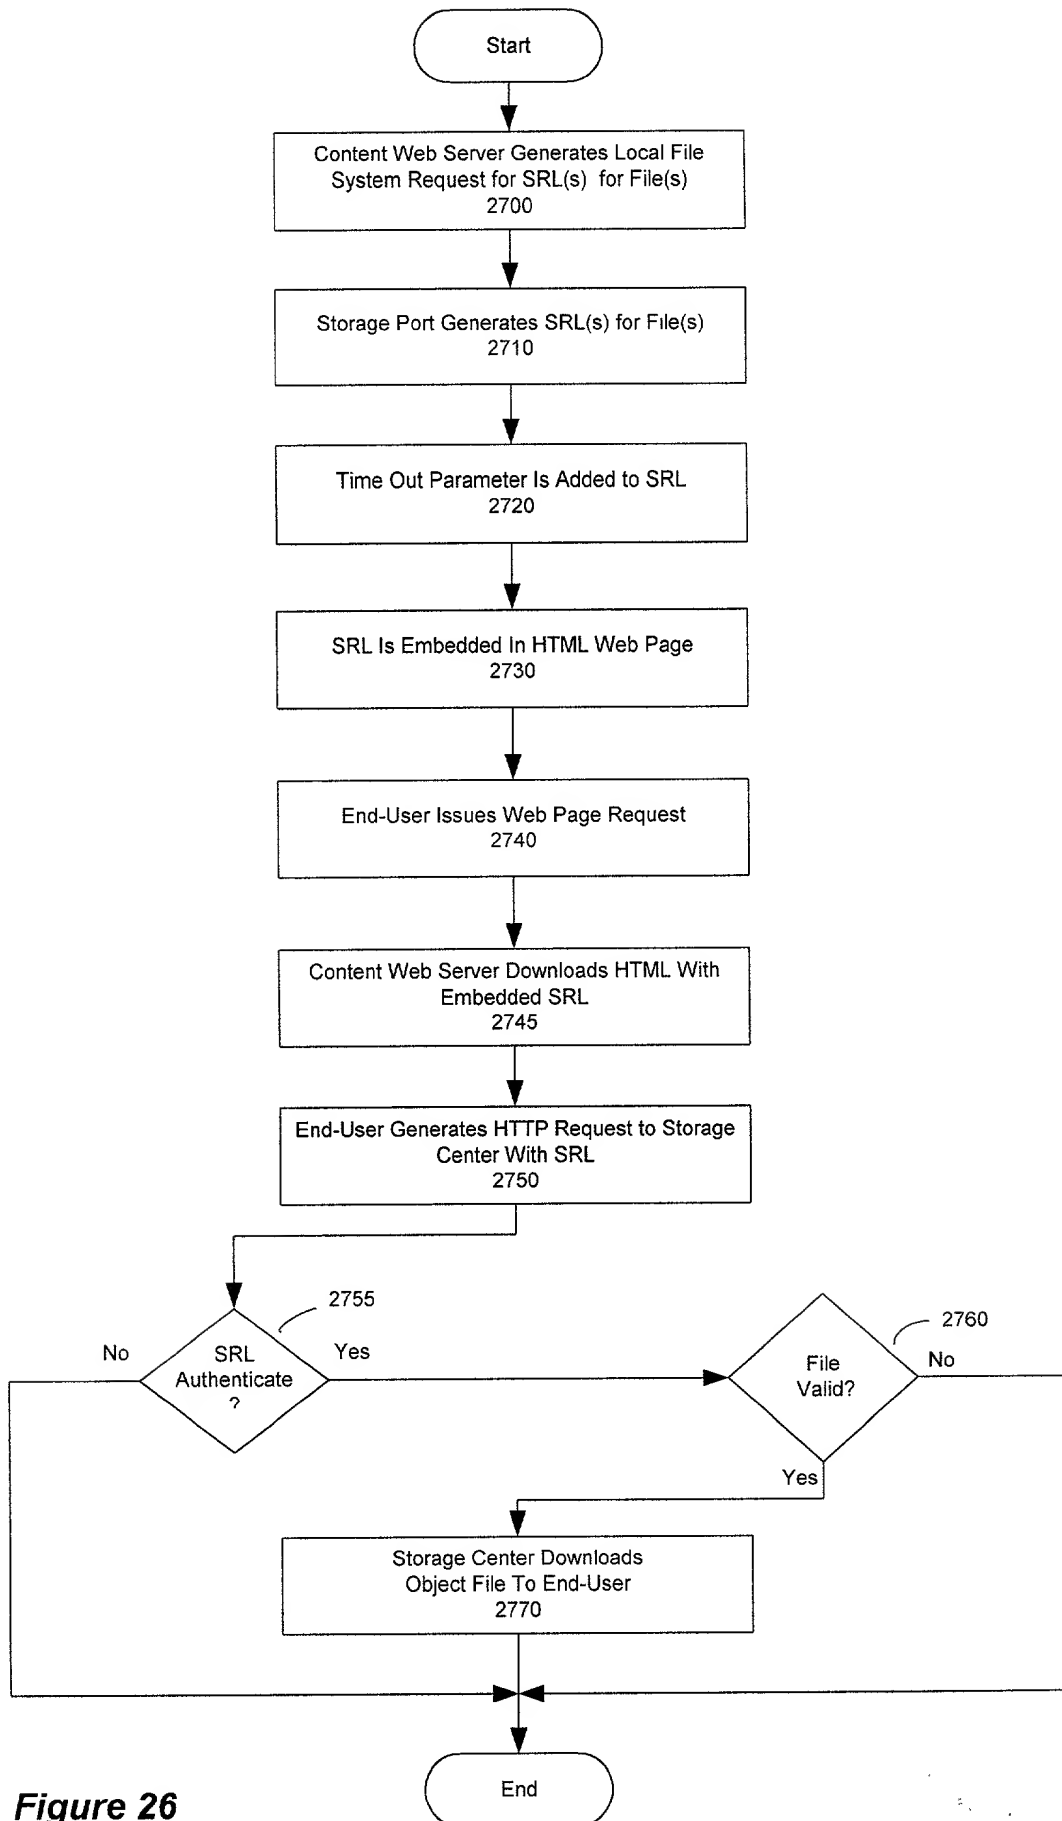 Start
Content Web Server Generates Local File
System Request for SRL(s) for File(s)
2700
Storage Port Generates SRL(s) for File(s)
2710
Time Out Parameter Is Added to SRL
2720
SRL Is Embedded In HTML Web Page
2730
End-User Issues Web Page Request
2740
Content Web Server Downloads HTML With
Embedded SRL
2745
End-User Generates HTTP Request to Storage
Center With SRL
2750
2755
No
SRL
Authenticate
?
Yes
2760
File
Valid?
No
Yes
Storage Center Downloads
Object File To End-User
2770
End
Figure 26